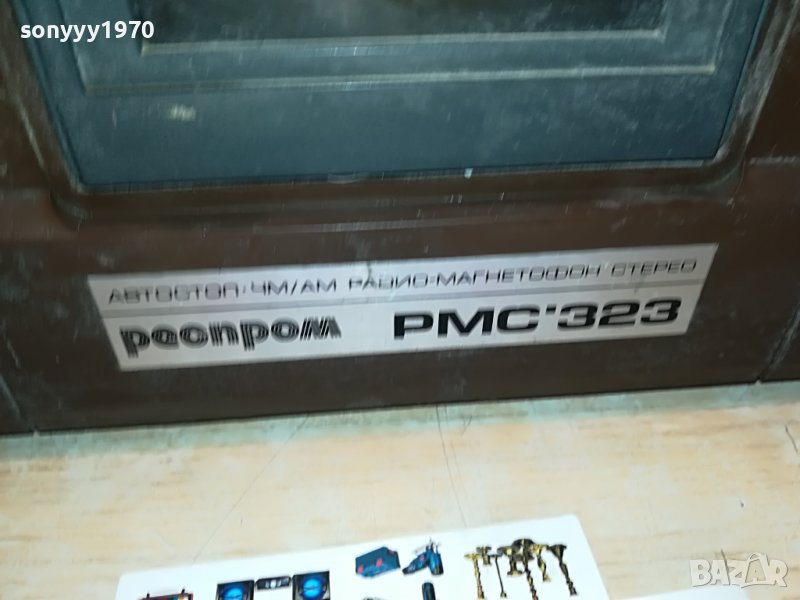 sonyyy1970
АВТОСТОП·ЧМ/АМ РАДИО-МАГНЕТОФОН СТЕРЕО
респром РМС'323
BAZAR